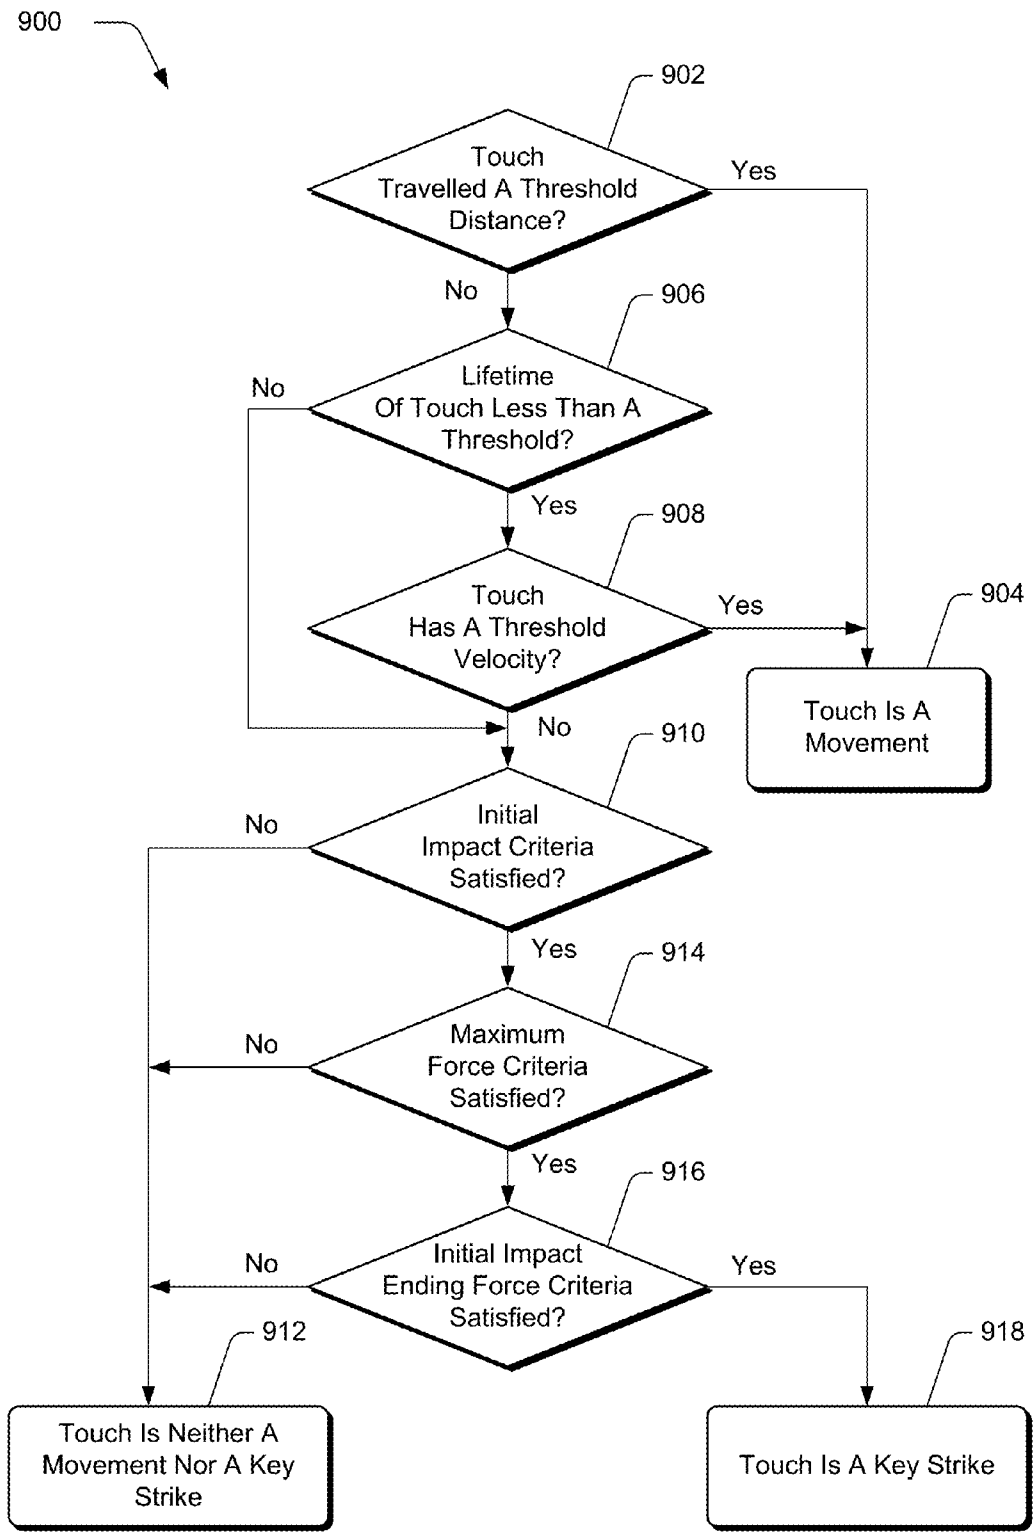 900
902
Touch
Travelled A Threshold
Distance?
Yes
No
906
Lifetime
Of Touch Less Than A
Threshold?
No
Yes
908
Touch
Has A Threshold
Velocity?
Yes
904
Touch Is A
Movement
No
910
Initial
Impact Criteria
Satisfied?
No
Yes
914
Maximum
Force Criteria
Satisfied?
No
Yes
916
Initial Impact
Ending Force Criteria
Satisfied?
No
Yes
912
Touch Is Neither A
Movement Nor A Key
Strike
918
Touch Is A Key Strike